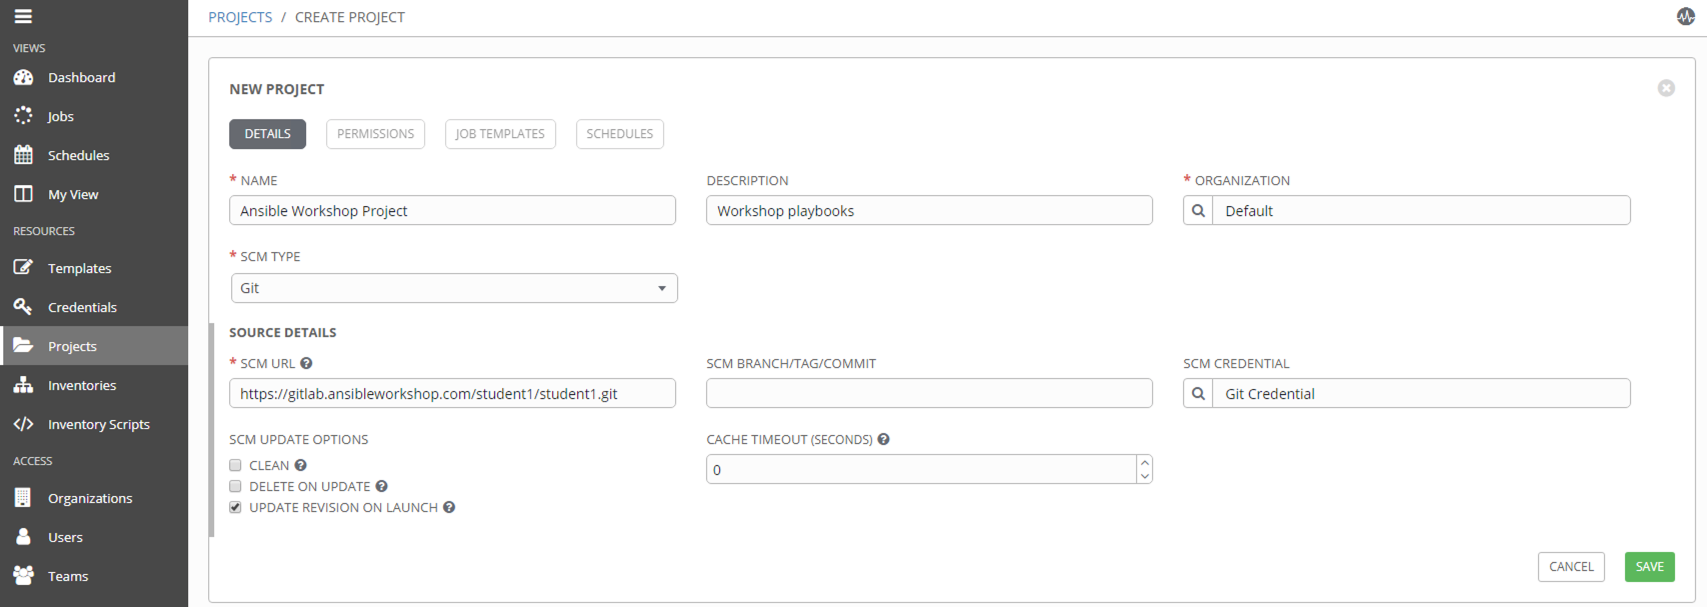 PROJECTS / CREATE PROJECT
VIEWS
Dashboard
Jobs
Schedules
My View
RESOURCES
Templates
Credentials
Projects
Inventories
Inventory Scripts
ACCESS
Organizations
Users
Teams
NEW PROJECT
DETAILS PERMISSIONS JOB TEMPLATES SCHEDULES
* NAME DESCRIPTION * ORGANIZATION
Ansible Workshop Project Workshop playbooks Default
* SCM TYPE
Git
SOURCE DETAILS
* SCM URL ? SCM BRANCH/TAG/COMMIT SCM CREDENTIAL
https://gitlab.ansibleworkshop.com/student1/student1.git Git Credential
SCM UPDATE OPTIONS CACHE TIMEOUT (SECONDS) ?
CLEAN ? 0
DELETE ON UPDATE ?
UPDATE REVISION ON LAUNCH ?
CANCEL SAVE